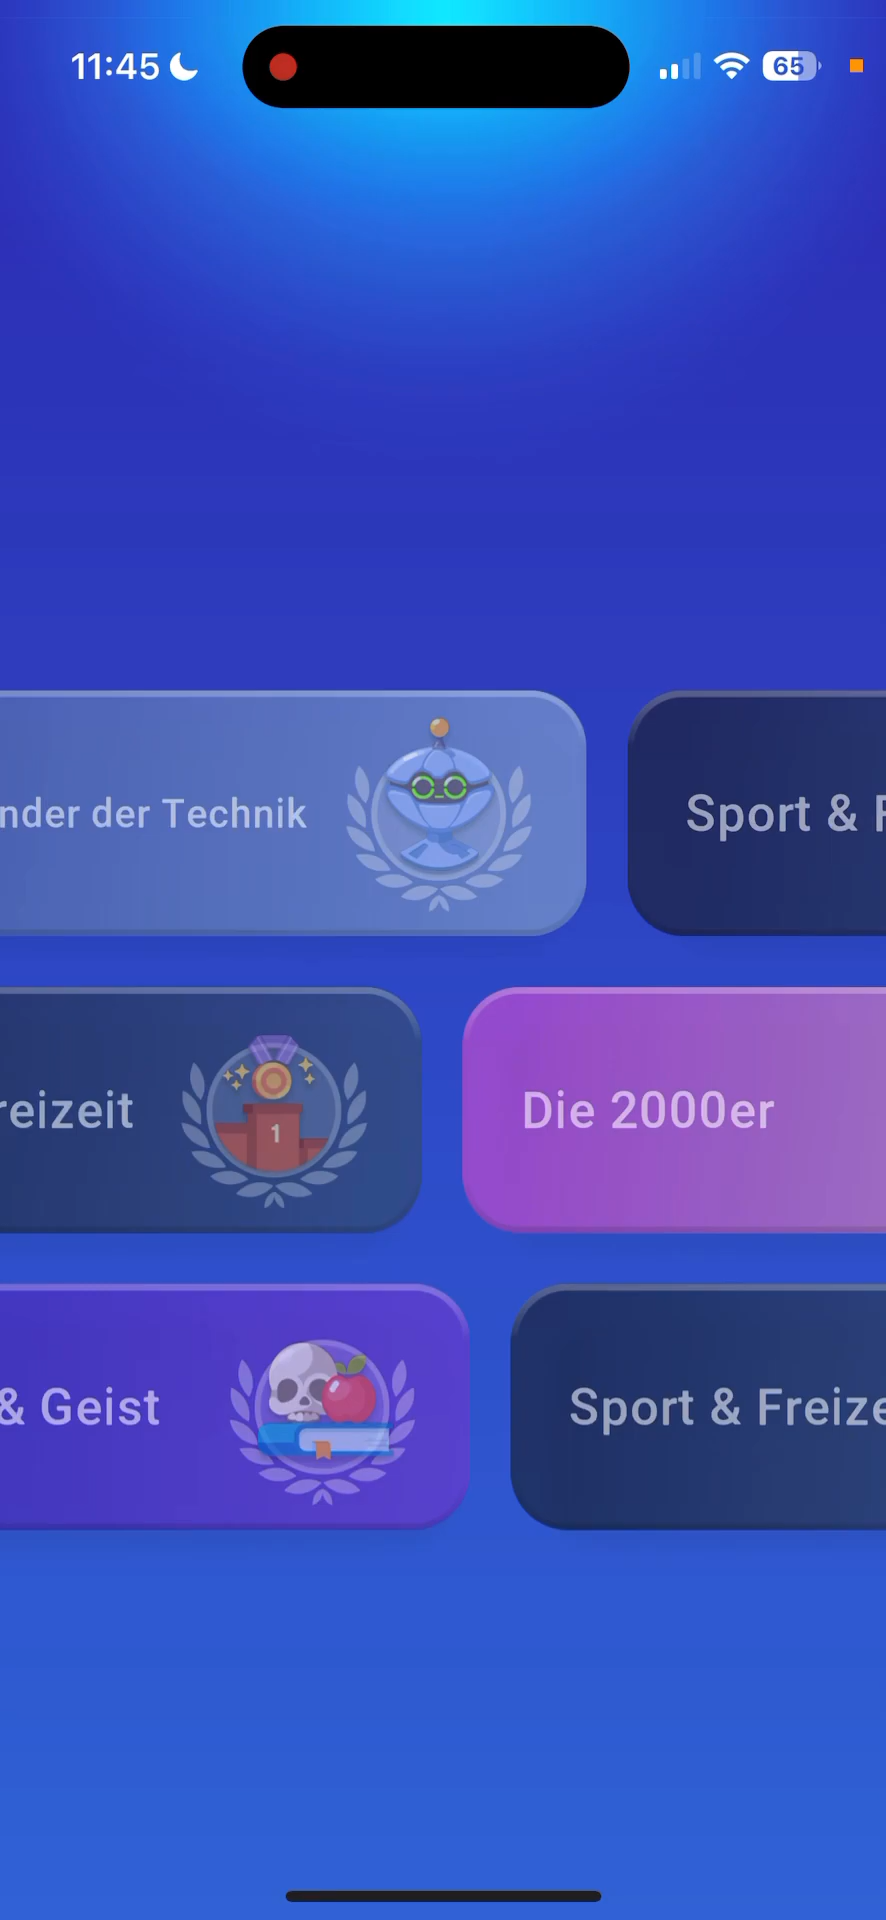 11:45
65
nder der Technik
Sport & F
reizeit
1
Die 2000er
& Geist
Sport & Freize